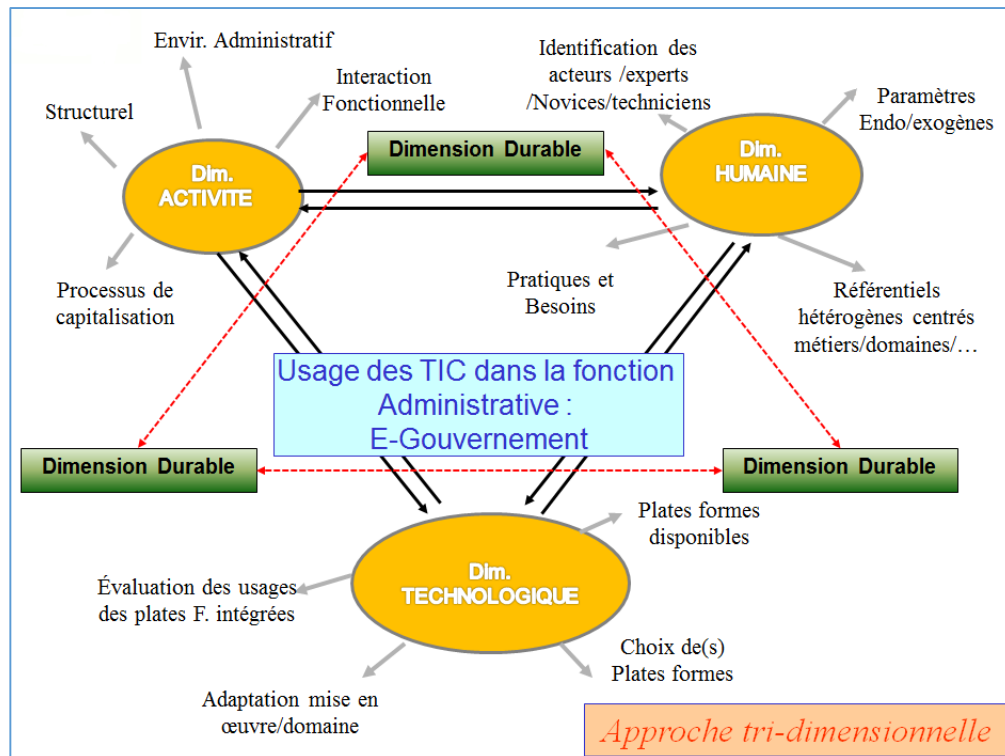 Envir. Administratif
Interaction
Fonctionnelle
Structurel
Dim.
ACTIVITE
Processus de
capitalisation
Dimension Durable
Identification des
acteurs /experts
/Novices/techniciens
Paramètres
Endo/exogènes
Dim.
HUMAINE
Pratiques et
Besoins
Référentiels
hétérogènes centrés
métiers/domaines/…
Usage des TIC dans la fonction
Administrative :
E-Gouvernement
Dimension Durable
Dimension Durable
Plates formes
disponibles
Dim.
TECHNOLOGIQUE
Évaluation des usages
des plates F. intégrées
Choix de(s)
Plates formes
Adaptation mise en
œuvre/domaine
Approche tri-dimensionnelle